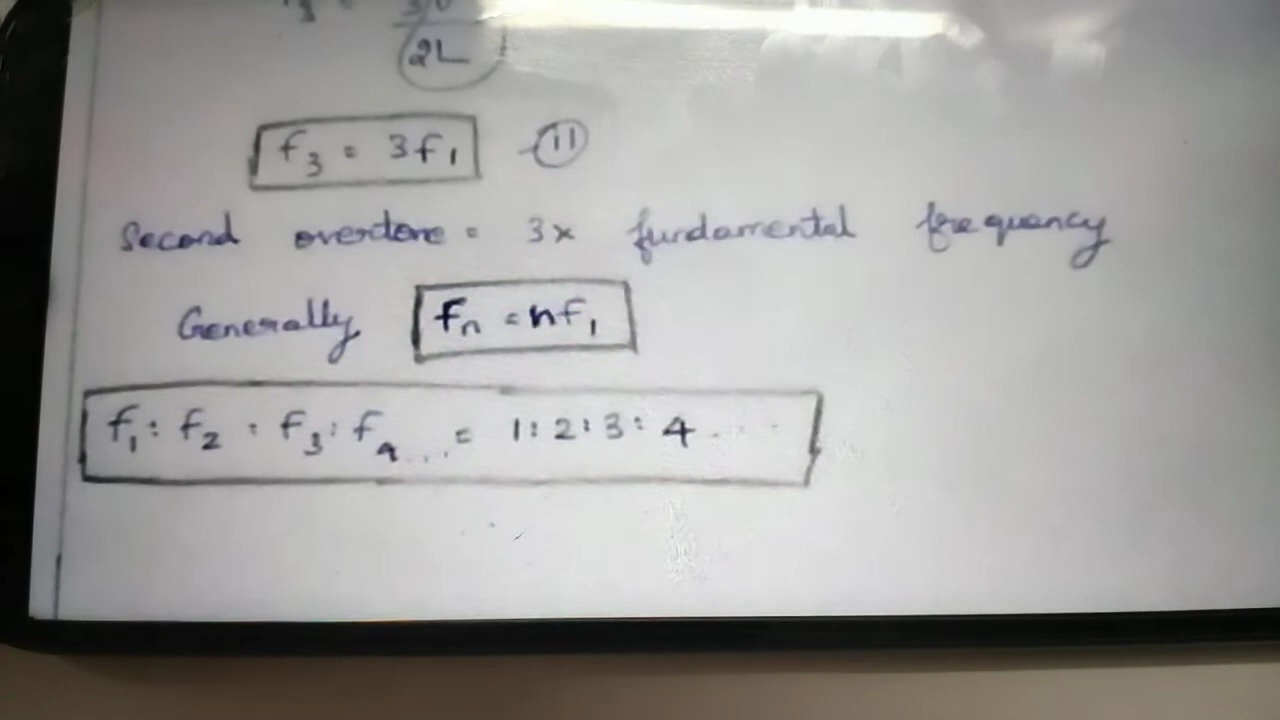 2L
f₃ = 3f₁ -⑪
Second overtone = 3x fundamental frequency
Generally fₙ = nf₁
f₁ : f₂ : f₃ : f₄ ... = 1 : 2 : 3 : 4 ....